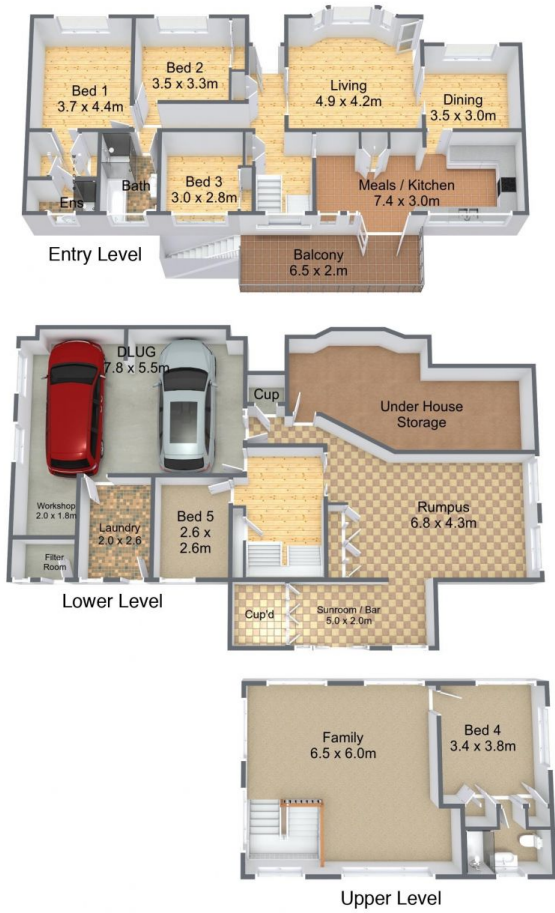 Bed 1
3.7 x 4.4m
Bed 2
3.5 x 3.3m
Living
4.9 x 4.2m
Dining
3.5 x 3.0m
Ens
Bath
Bed 3
3.0 x 2.8m
Meals / Kitchen
7.4 x 3.0m
Balcony
6.5 x 2.m
Entry Level
DLUG
7.8 x 5.5m
Cup
Under House
Storage
Workshop
2.0 x 1.8m
Laundry
2.0 x 2.6
Bed 5
2.6 x
2.6m
Rumpus
6.8 x 4.3m
Filter
Room
Cup'd
Sunroom / Bar
5.0 x 2.0m
Lower Level
Family
6.5 x 6.0m
Bed 4
3.4 x 3.8m
Upper Level